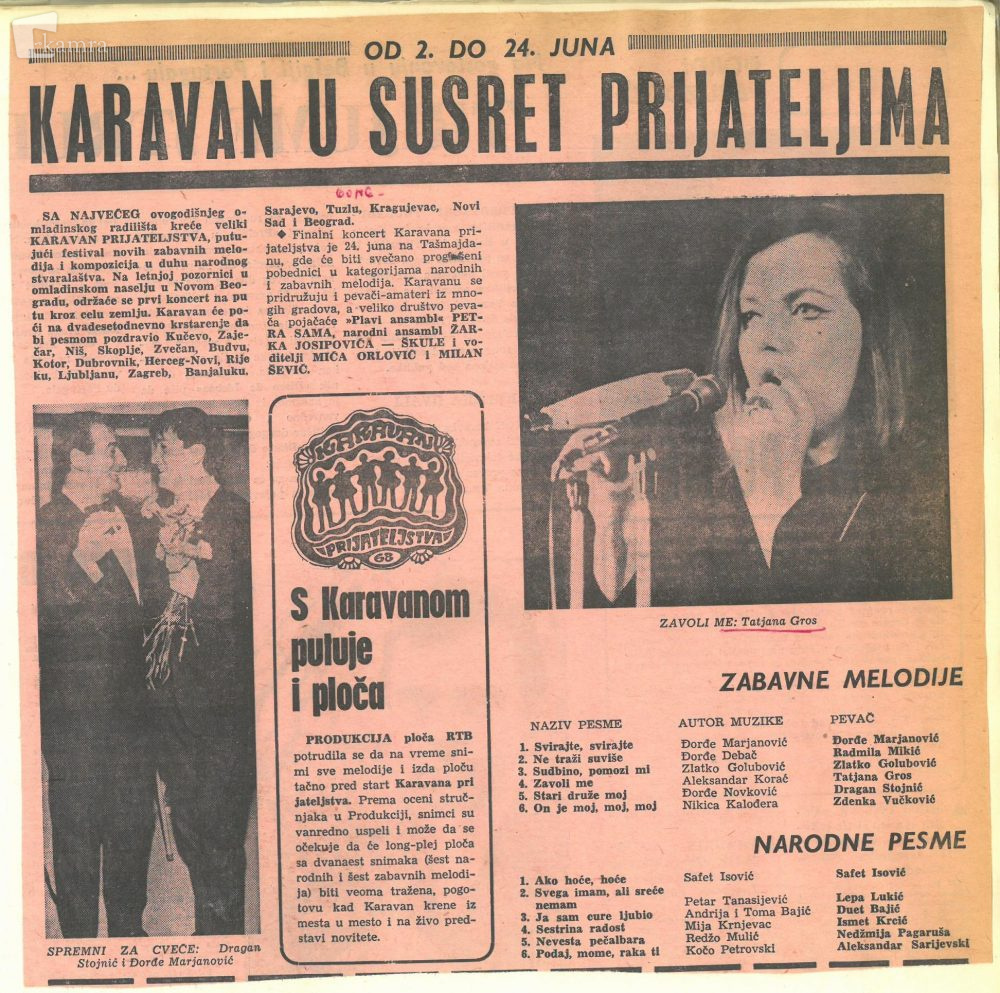 kamra
OD 2. DO 24. JUNA
KARAVAN U SUSRET PRIJATELJIMA
SA NAJVEĆEG ovogodišnjeg o-
mladinskog radilišta kreće veliki
KARAVAN PRIJATELJSTVA, putu-
jući festival novih zabavnih melo-
dija i kompozicija u duhu narodnog
stvaralaštva. Na letnjoj pozornici u
omladinskom naselju u Novom Beo-
gradu, održaće se prvi koncert na pu
tu kroz celu zemlju. Karavan će po-
ći na dvadesetodnevno krstarenje da
bi pesmom pozdravio Kučevo, Zaje-
čar, Niš, Skoplje, Zvečan, Budvu,
Kotor, Dubrovnik, Herceg-Novi, Rije
ku, Ljubljanu, Zagreb, Banjaluku,
Sarajevo, Tuzlu, Kragujevac, Novi
Sad i Beograd.
◆ Finalni koncert Karavana pri-
jateljstva je 24. juna na Tašmajda-
nu, gde će biti svečano proglašeni
pobednici u kategorijama narodnih
i zabavnih melodija. Karavanu se
pridružuju i pevači-amateri iz mno-
gih gradova, a veliko društvo peva-
ča pojačaće »Plavi ansambl« PET-
RA SAMA, narodni ansambl ŽAR-
KA JOSIPOVIĆA — ŠKULE i vo-
ditelji MIĆA ORLOVIĆ i MILAN
ŠEVIĆ.
KARAVAN
PRIJATELJSTVA
68
S Karavanom
putuje
i ploča
PRODUKCIJA ploča RTB
potrudila se da na vreme sni-
mi sve melodije i izda ploču
tačno pred start Karavana pri
jateljstva. Prema oceni struč-
njaka u Produkciji, snimci su
vanredno uspeli i može da se
očekuje da će long-plej ploča
sa dvanaest snimaka (šest na-
rodnih i šest zabavnih melodi-
ja) biti veoma tražena, pogo-
tovu kad Karavan krene iz
mesta u mesto i na živo pred-
stavi novitete.
SPREMNI ZA CVEĆE: Dragan
Stojnić i Đorđe Marjanović
ZAVOLI ME: Tatjana Gros
ZABAVNE MELODIJE
NAZIV PESME AUTOR MUZIKE PEVAČ
1. Svirajte, svirajte Đorđe Marjanović Đorđe Marjanović
2. Ne traži suviše Đorđe Debač Radmila Mikić
3. Sudbino, pomozi mi Zlatko Golubović Zlatko Golubović
4. Zavoli me Aleksandar Korać Tatjana Gros
5. Stari druže moj Đorđe Novković Dragan Stojnić
6. On je moj, moj, moj Nikica Kalođera Zdenka Vučković
NARODNE PESME
1. Ako hoće, hoće Safet Isović Safet Isović
2. Svega imam, ali sreće
nemam Petar Tanasijević Lepa Lukić
3. Ja sam cure ljubio Andrija i Toma Bajić Duet Bajić
4. Sestrina radost Mija Krnjevac Ismet Krcić
5. Nevesta pečalbara Redžo Mulić Nedžmija Pagaruša
6. Podaj, mome, raka ti Kočo Petrovski Aleksandar Sarijevski